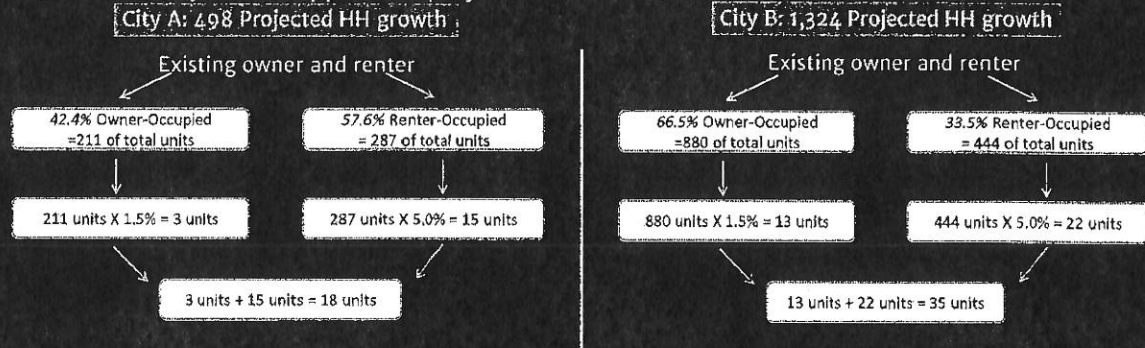 City A: 498 Projected HH growth
Existing owner and renter
42.4% Owner-Occupied
=211 of total units
57.6% Renter-Occupied
= 287 of total units
211 units X 1.5% = 3 units
287 units X 5.0% = 15 units
3 units + 15 units = 18 units
City B: 1,324 Projected HH growth
Existing owner and renter
66.5% Owner-Occupied
=880 of total units
33.5% Renter-Occupied
= 444 of total units
880 units X 1.5% = 13 units
444 units X 5.0% = 22 units
13 units + 22 units = 35 units